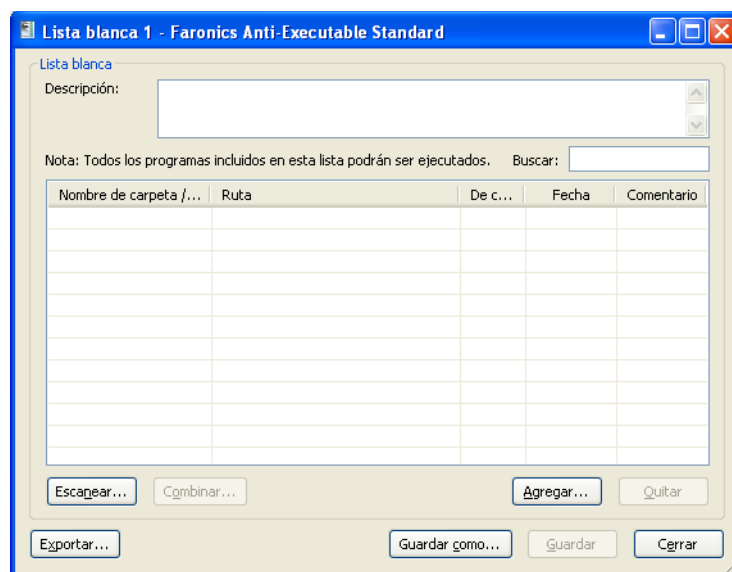 Lista blanca 1 - Faronics Anti-Executable Standard
Lista blanca
Descripción:
Nota: Todos los programas incluidos en esta lista podrán ser ejecutados. Buscar:
Nombre de carpeta /... Ruta De c... Fecha Comentario
Escanear... Combinar... Agregar... Quitar
Exportar... Guardar como... Guardar Cerrar